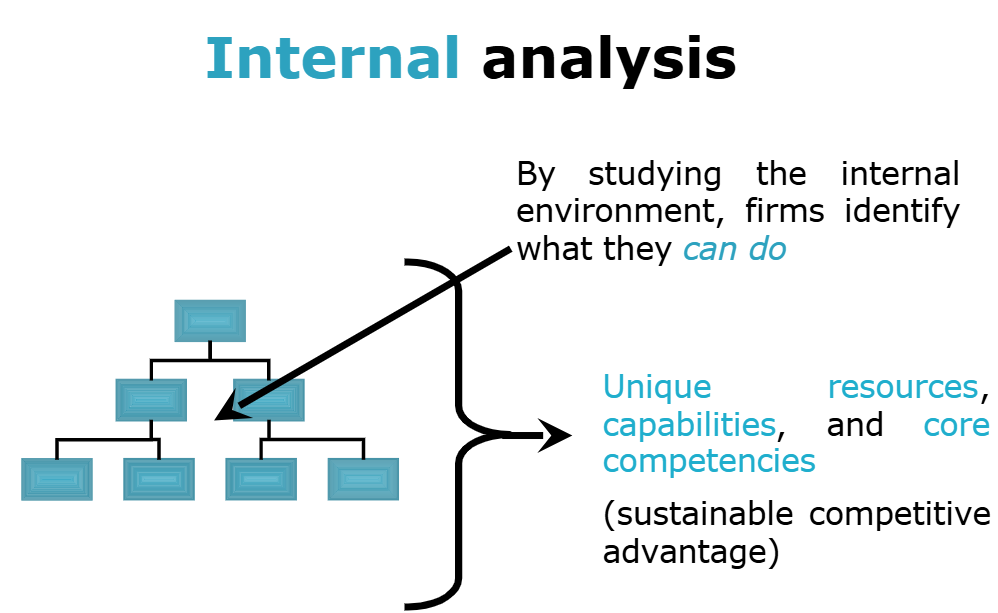 Internal analysis
By studying the internal
environment, firms identify
what they can do
Unique resources,
capabilities, and core
competencies
(sustainable competitive
advantage)